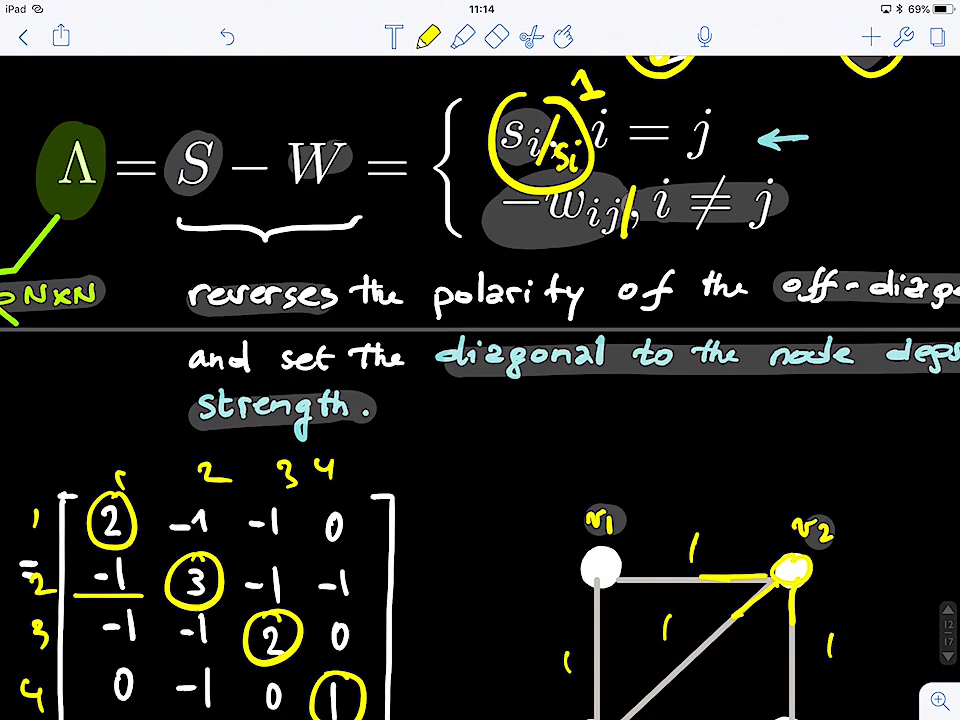 iPad 11:14 69%
1
Λ = S − W = { s_i, /s_i i = j
−w_ij, i ≠ j
N×N reverses the polarity of the off-diago
and set the diagonal to the node
strength.
2 3 4
1 2 -1 -1 0 v1 v2
= 1
2 -1 3 -1 -1
3 -1 -1 2 0 1 1 1
4 0 -1 0 1
12
17